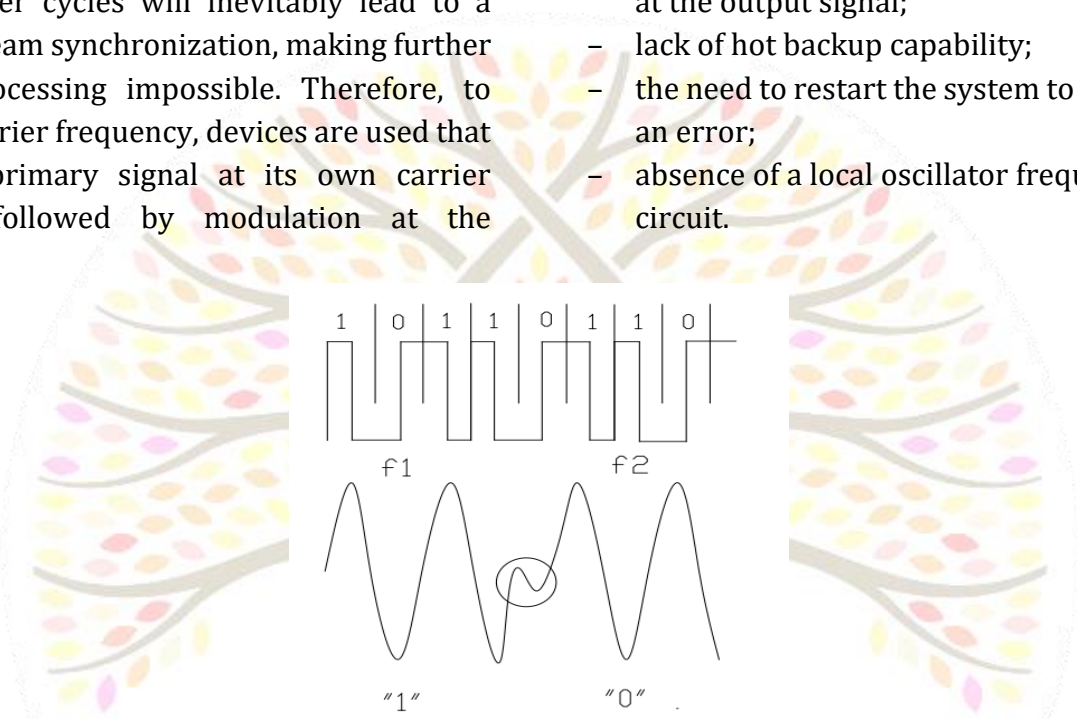 er cycles will inevitably lead to a
eam synchronization, making further
ocessing impossible. Therefore, to
rier frequency, devices are used that
primary signal at its own carrier
followed by modulation at the
at the output signal;
– lack of hot backup capability;
– the need to restart the system to
an error;
– absence of a local oscillator frequ
circuit.
1 0 1 1 0 1 1 0
f1 f2
"1" "0"